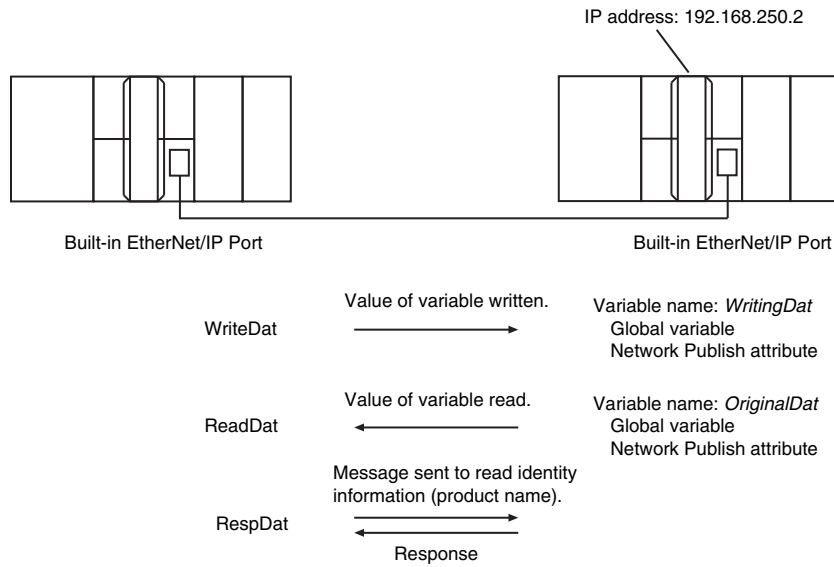 IP address: 192.168.250.2
Built-in EtherNet/IP Port
Built-in EtherNet/IP Port
WriteDat
Value of variable written.
Variable name: WritingDat
Global variable
Network Publish attribute
ReadDat
Value of variable read.
Variable name: OriginalDat
Global variable
Network Publish attribute
RespDat
Message sent to read identity
information (product name).
Response